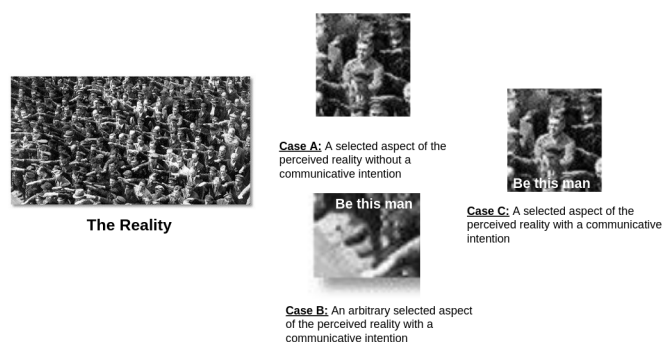 The Reality
Case A: A selected aspect of the
perceived reality without a
communicative intention
Be this man
Case B: An arbitrary selected aspect
of the perceived reality with a
communicative intention
Be this man
Case C: A selected aspect of the
perceived reality with a communicative
intention